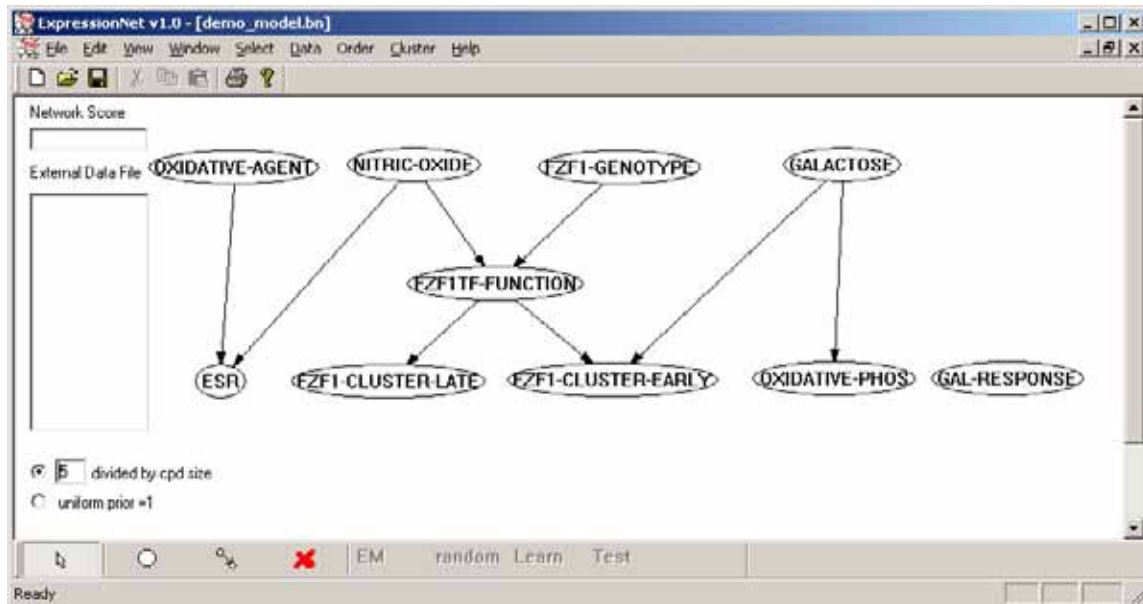 ExpressionNet v1.0 - [demo_model.bn]
File Edit View Window Select Data Order Cluster Help
Network Score
External Data File
OXIDATIVE-AGENT NITRIC-OXIDE FZF1-GENOTYPE GALACTOSE
FZF1TF-FUNCTION
ESR FZF1-CLUSTER-LATE FZF1-CLUSTER-EARLY OXIDATIVE-PHOS GAL-RESPONSE
5 divided by cpd size
uniform prior =1
EM random Learn Test
Ready